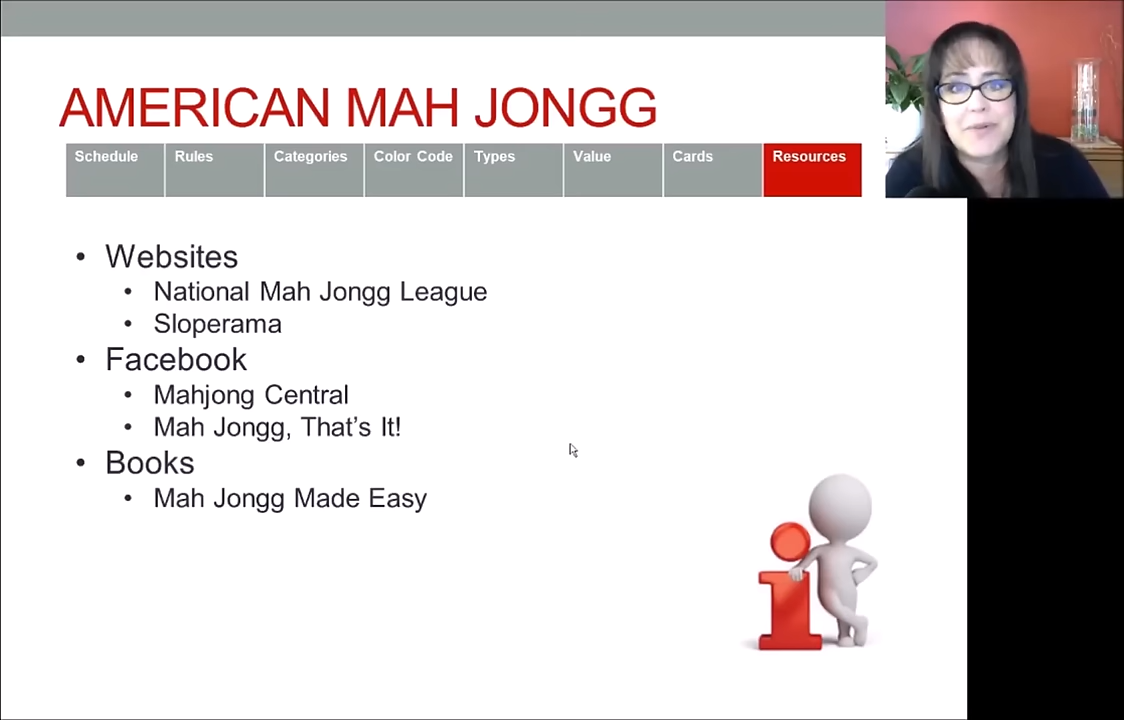 AMERICAN MAH JONGG
Schedule Rules Categories Color Code Types Value Cards Resources
• Websites
• National Mah Jongg League
• Sloperama
• Facebook
• Mahjong Central
• Mah Jongg, That’s It!
• Books
• Mah Jongg Made Easy